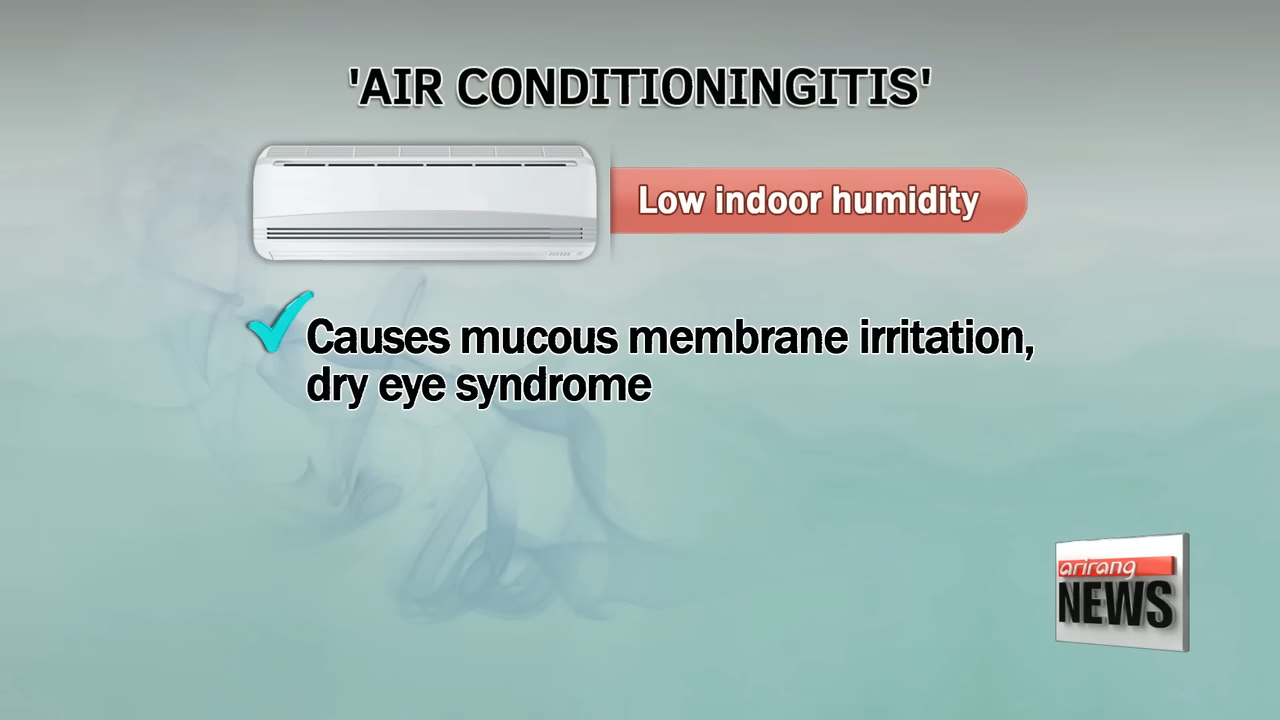 'AIR CONDITIONINGITIS'
Low indoor humidity
Causes mucous membrane irritation,
dry eye syndrome
arirang
NEWS